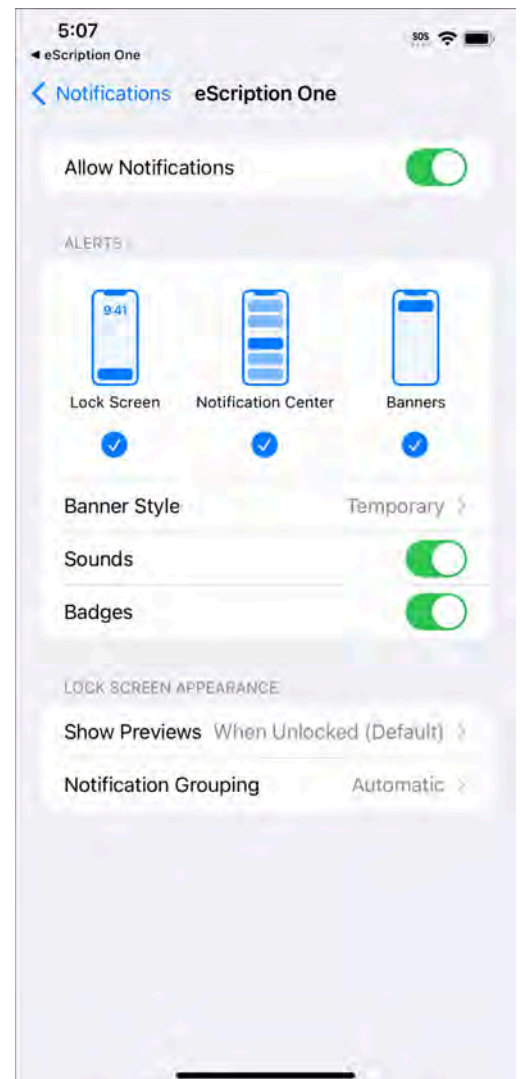 5:07 SOS
◀ eScription One
Notifications eScription One
Allow Notifications
ALERTS
9:41
Lock Screen Notification Center Banners
Banner Style Temporary
Sounds
Badges
LOCK SCREEN APPEARANCE
Show Previews When Unlocked (Default)
Notification Grouping Automatic